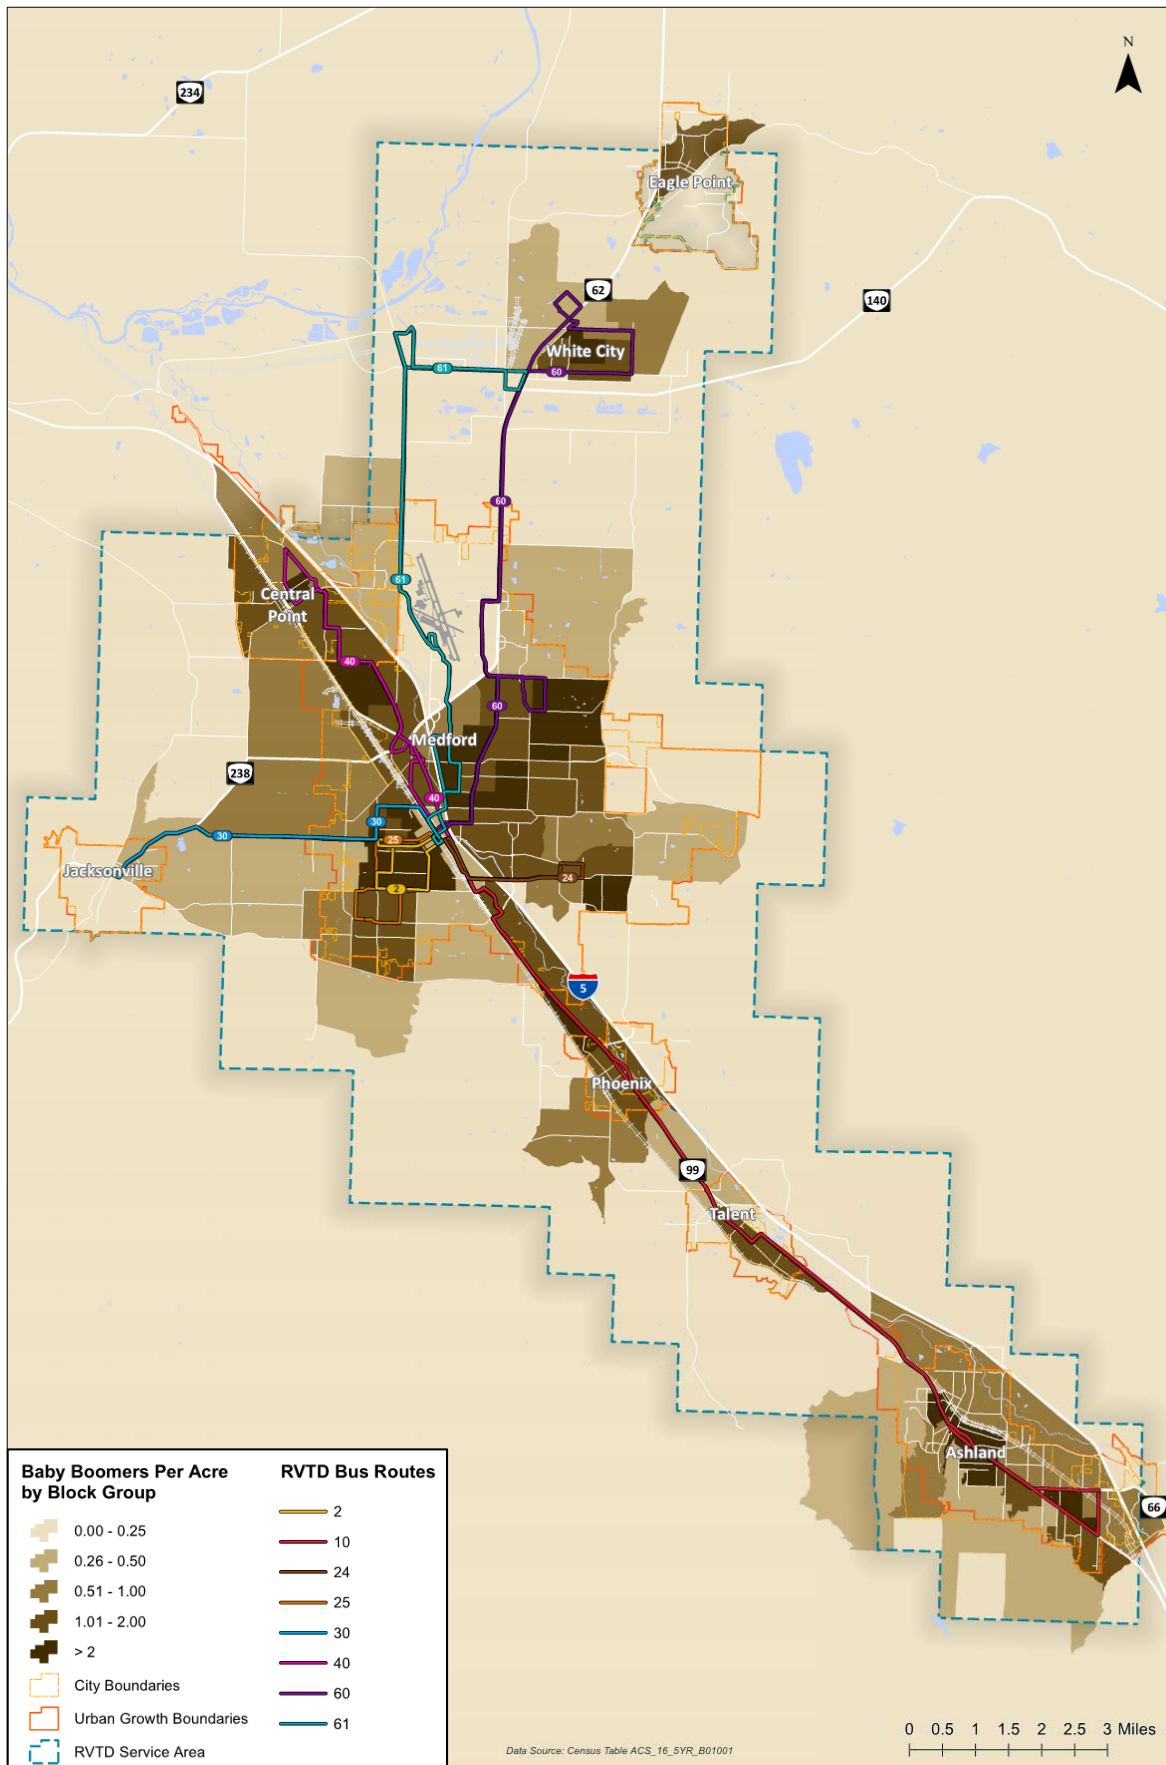 N
234
Eagle Point
62
140
White City
61
60
60
61
Central
Point
40
60
Medford
238
40
30
30
25
Jacksonville
24
2
5
Phoenix
99
Talent
Ashland
66
Baby Boomers Per Acre
by Block Group
0.00 - 0.25
0.26 - 0.50
0.51 - 1.00
1.01 - 2.00
> 2
City Boundaries
Urban Growth Boundaries
RVTD Service Area
RVTD Bus Routes
2
10
24
25
30
40
60
61
Data Source: Census Table ACS_16_5YR_B01001
0 0.5 1 1.5 2 2.5 3 Miles